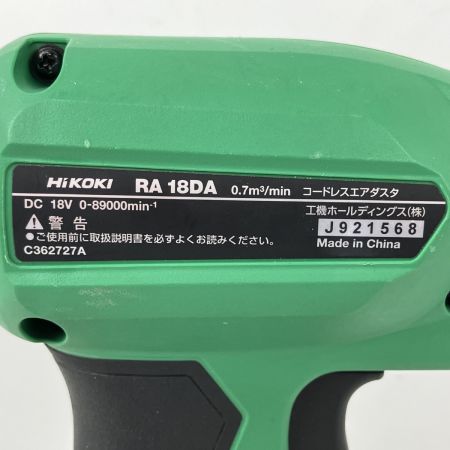 HiKOKI RA 18DA 0.7m³/min コードレスエアダスタ
DC 18V 0-89000min⁻¹ 工機ホールディングス(株)
警告 J921568
●ご使用前に取扱説明書を必ずよくお読みください。 Made in China
C362727A